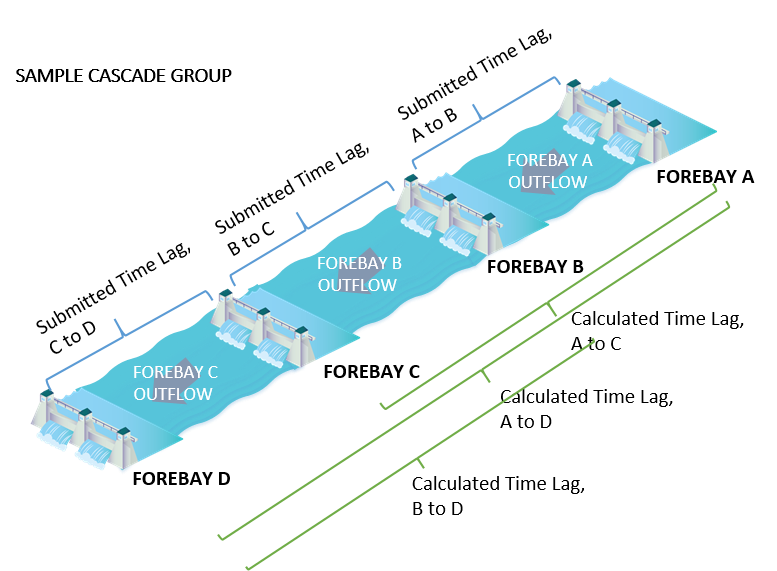 SAMPLE CASCADE GROUP
Submitted Time Lag,
A to B
Submitted Time Lag,
B to C
Submitted Time Lag,
C to D
FOREBAY A
OUTFLOW
FOREBAY A
FOREBAY B
OUTFLOW
FOREBAY B
FOREBAY C
OUTFLOW
FOREBAY C
FOREBAY D
Calculated Time Lag,
A to C
Calculated Time Lag,
A to D
Calculated Time Lag,
B to D